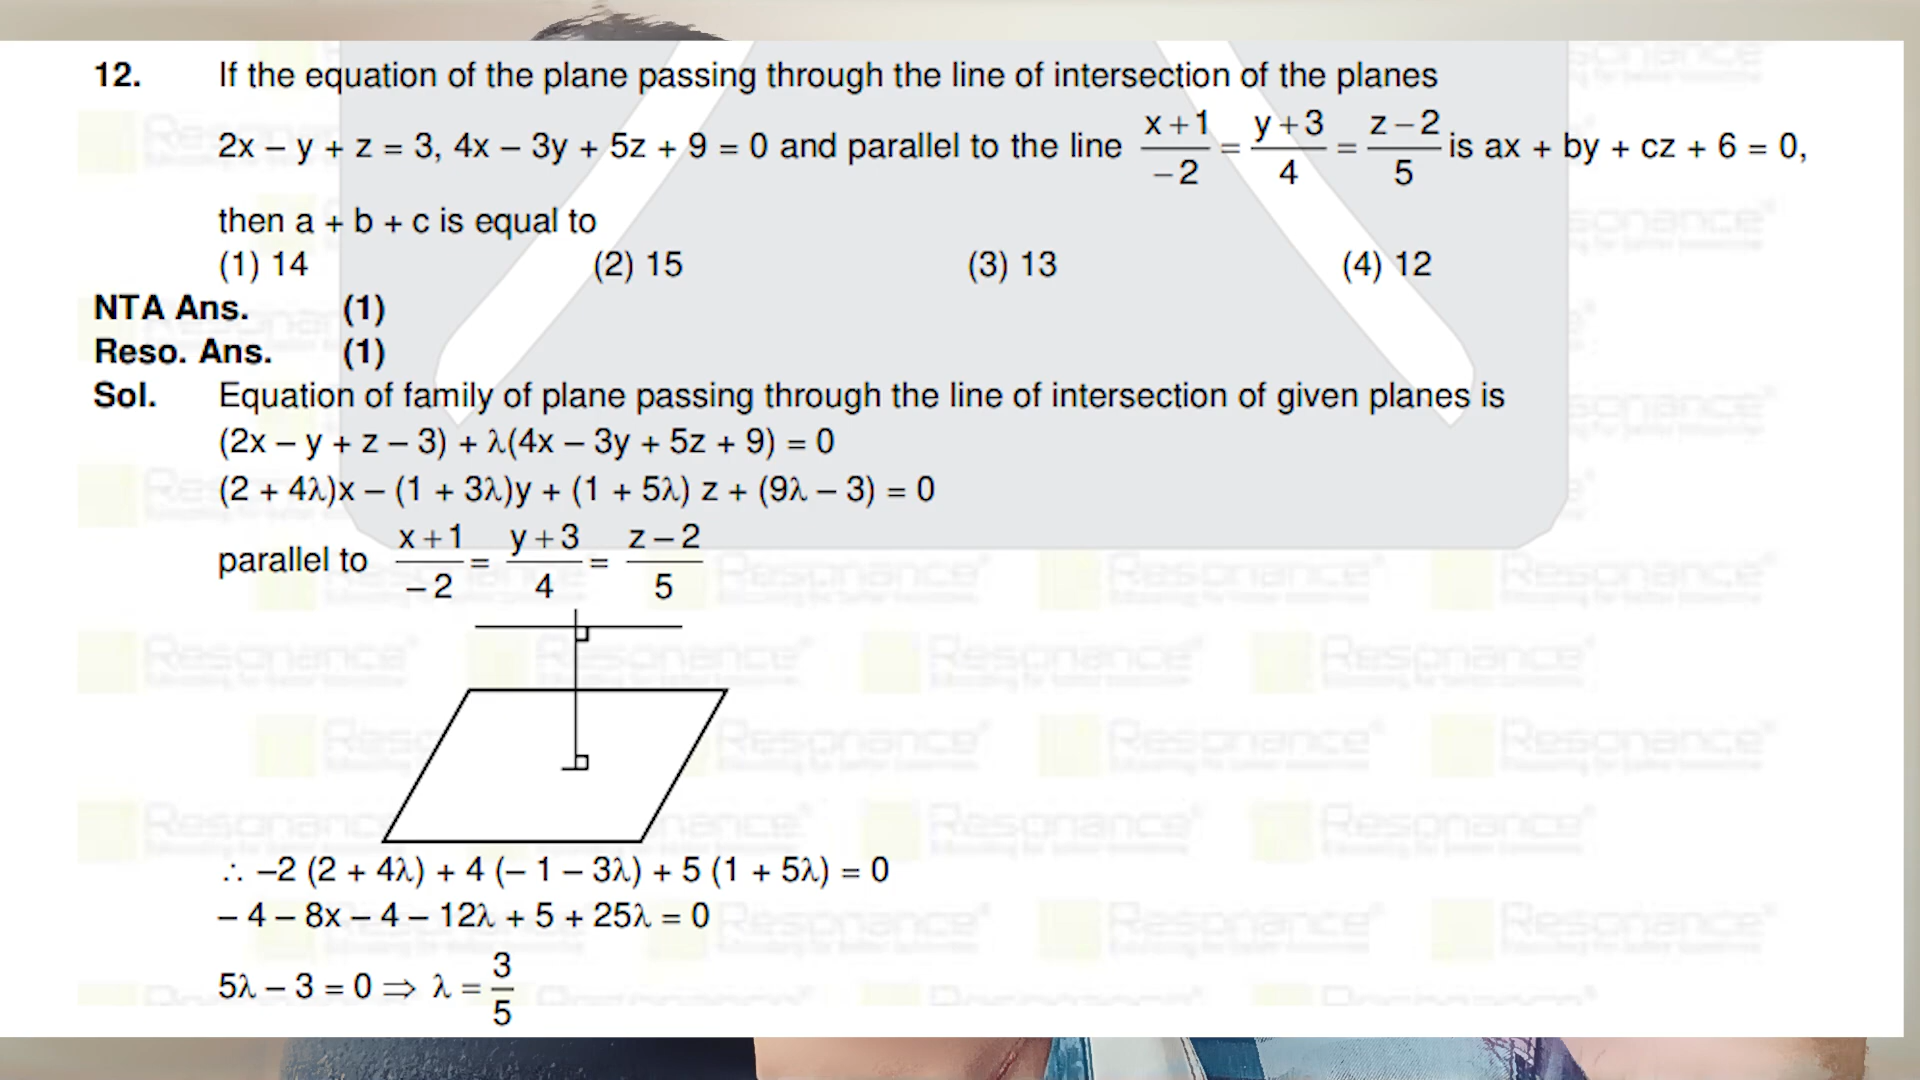 12. If the equation of the plane passing through the line of intersection of the planes
2x – y + z = 3, 4x – 3y + 5z + 9 = 0 and parallel to the line (x+1)/(–2) = (y+3)/4 = (z–2)/5 is ax + by + cz + 6 = 0,
then a + b + c is equal to
(1) 14 (2) 15 (3) 13 (4) 12
NTA Ans. (1)
Reso. Ans. (1)
Sol. Equation of family of plane passing through the line of intersection of given planes is
(2x – y + z – 3) + λ(4x – 3y + 5z + 9) = 0
(2 + 4λ)x – (1 + 3λ)y + (1 + 5λ) z + (9λ – 3) = 0
parallel to (x+1)/(–2) = (y+3)/4 = (z–2)/5
∴ –2 (2 + 4λ) + 4 (– 1 – 3λ) + 5 (1 + 5λ) = 0
– 4 – 8x – 4 – 12λ + 5 + 25λ = 0
5λ – 3 = 0 ⇒ λ = 3/5